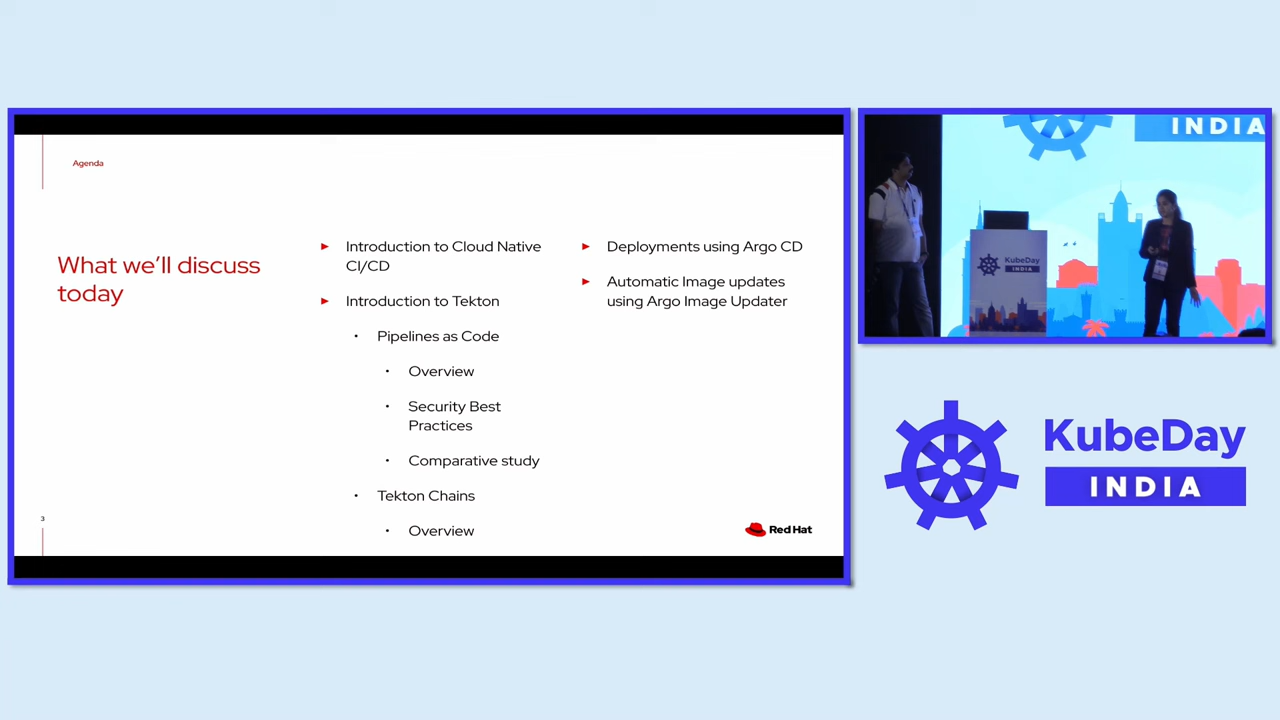 Agenda
What we'll discuss
today
Introduction to Cloud Native
CI/CD
Introduction to Tekton
Pipelines as Code
Overview
Security Best
Practices
Comparative study
Tekton Chains
Overview
Deployments using Argo CD
Automatic Image updates
using Argo Image Updater
3
Red Hat
INDIA
KubeDay
INDIA
KubeDay
INDIA